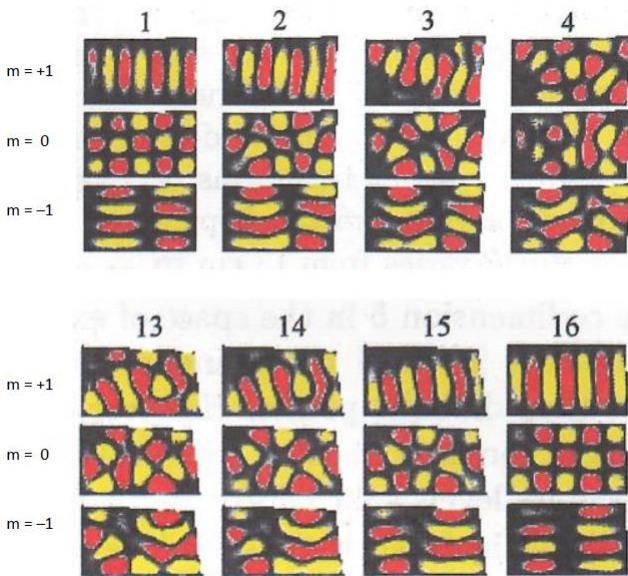 1 2 3 4
m = +1
m = 0
m = −1
13 14 15 16
m = +1
m = 0
m = −1